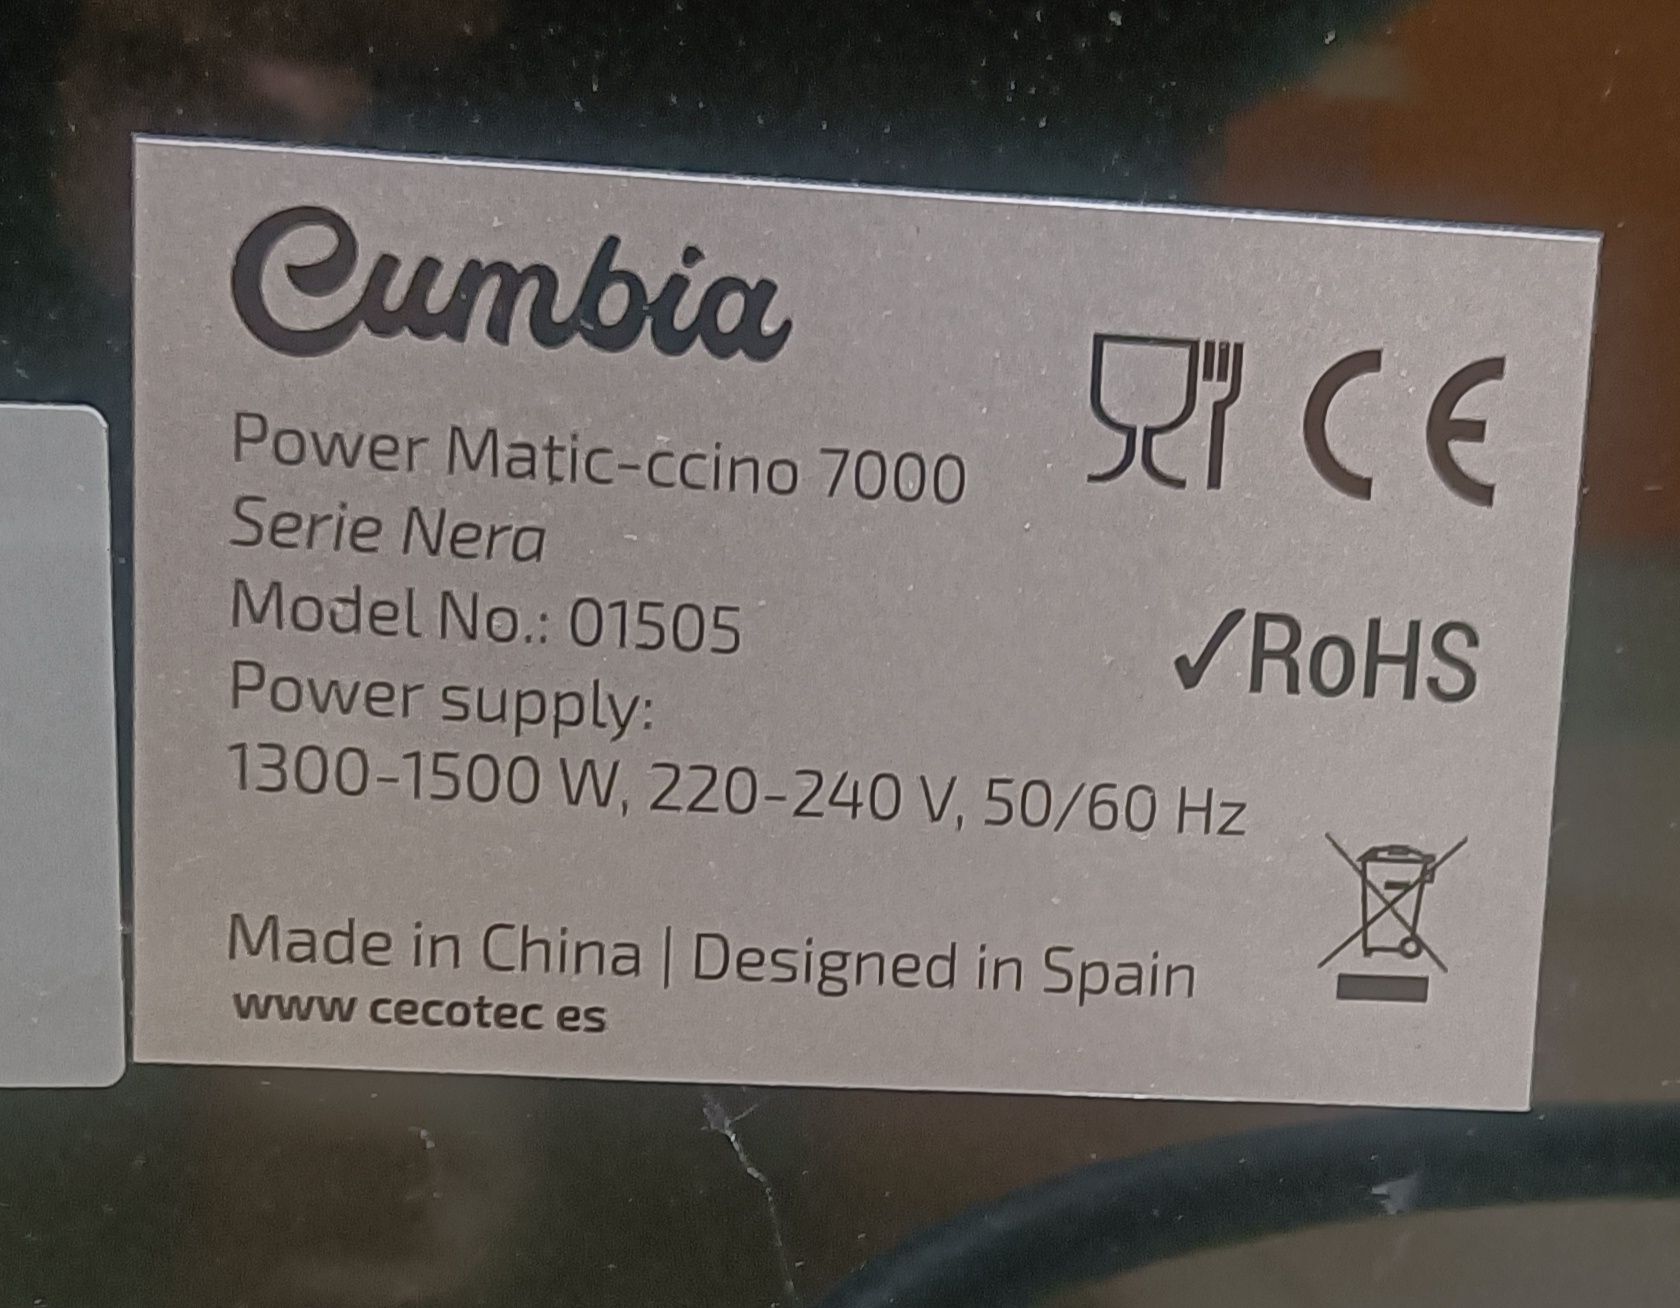 Cumbia
Power Matic-ccino 7000
Serie Nera
Model No.: 01505
Power supply:
1300-1500 W, 220-240 V, 50/60 Hz
Made in China | Designed in Spain
www cecotec es
CE
✓RoHS